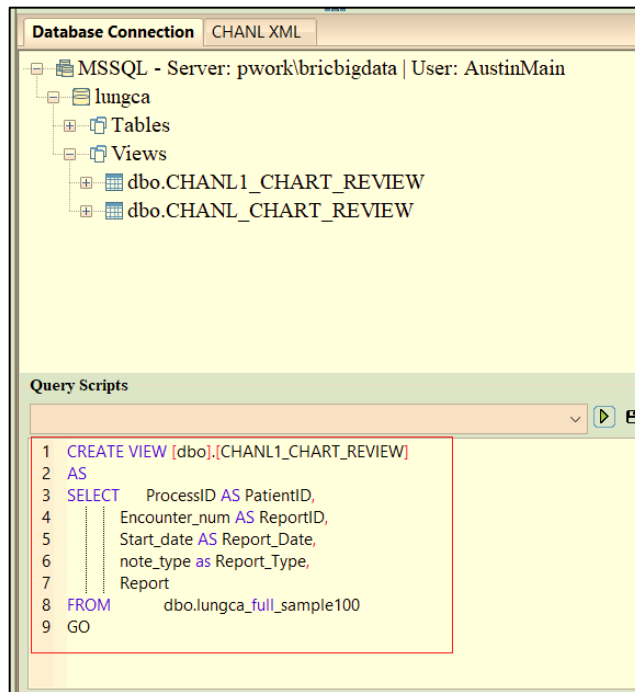 Database Connection CHANL XML
MSSQL - Server: pwork\bricbigdata | User: AustinMain
lungca
Tables
Views
dbo.CHANL1_CHART_REVIEW
dbo.CHANL_CHART_REVIEW
Query Scripts
1 CREATE VIEW [dbo].[CHANL1_CHART_REVIEW]
2 AS
3 SELECT ProcessID AS PatientID,
4 Encounter_num AS ReportID,
5 Start_date AS Report_Date,
6 note_type as Report_Type,
7 Report
8 FROM dbo.lungca_full_sample100
9 GO